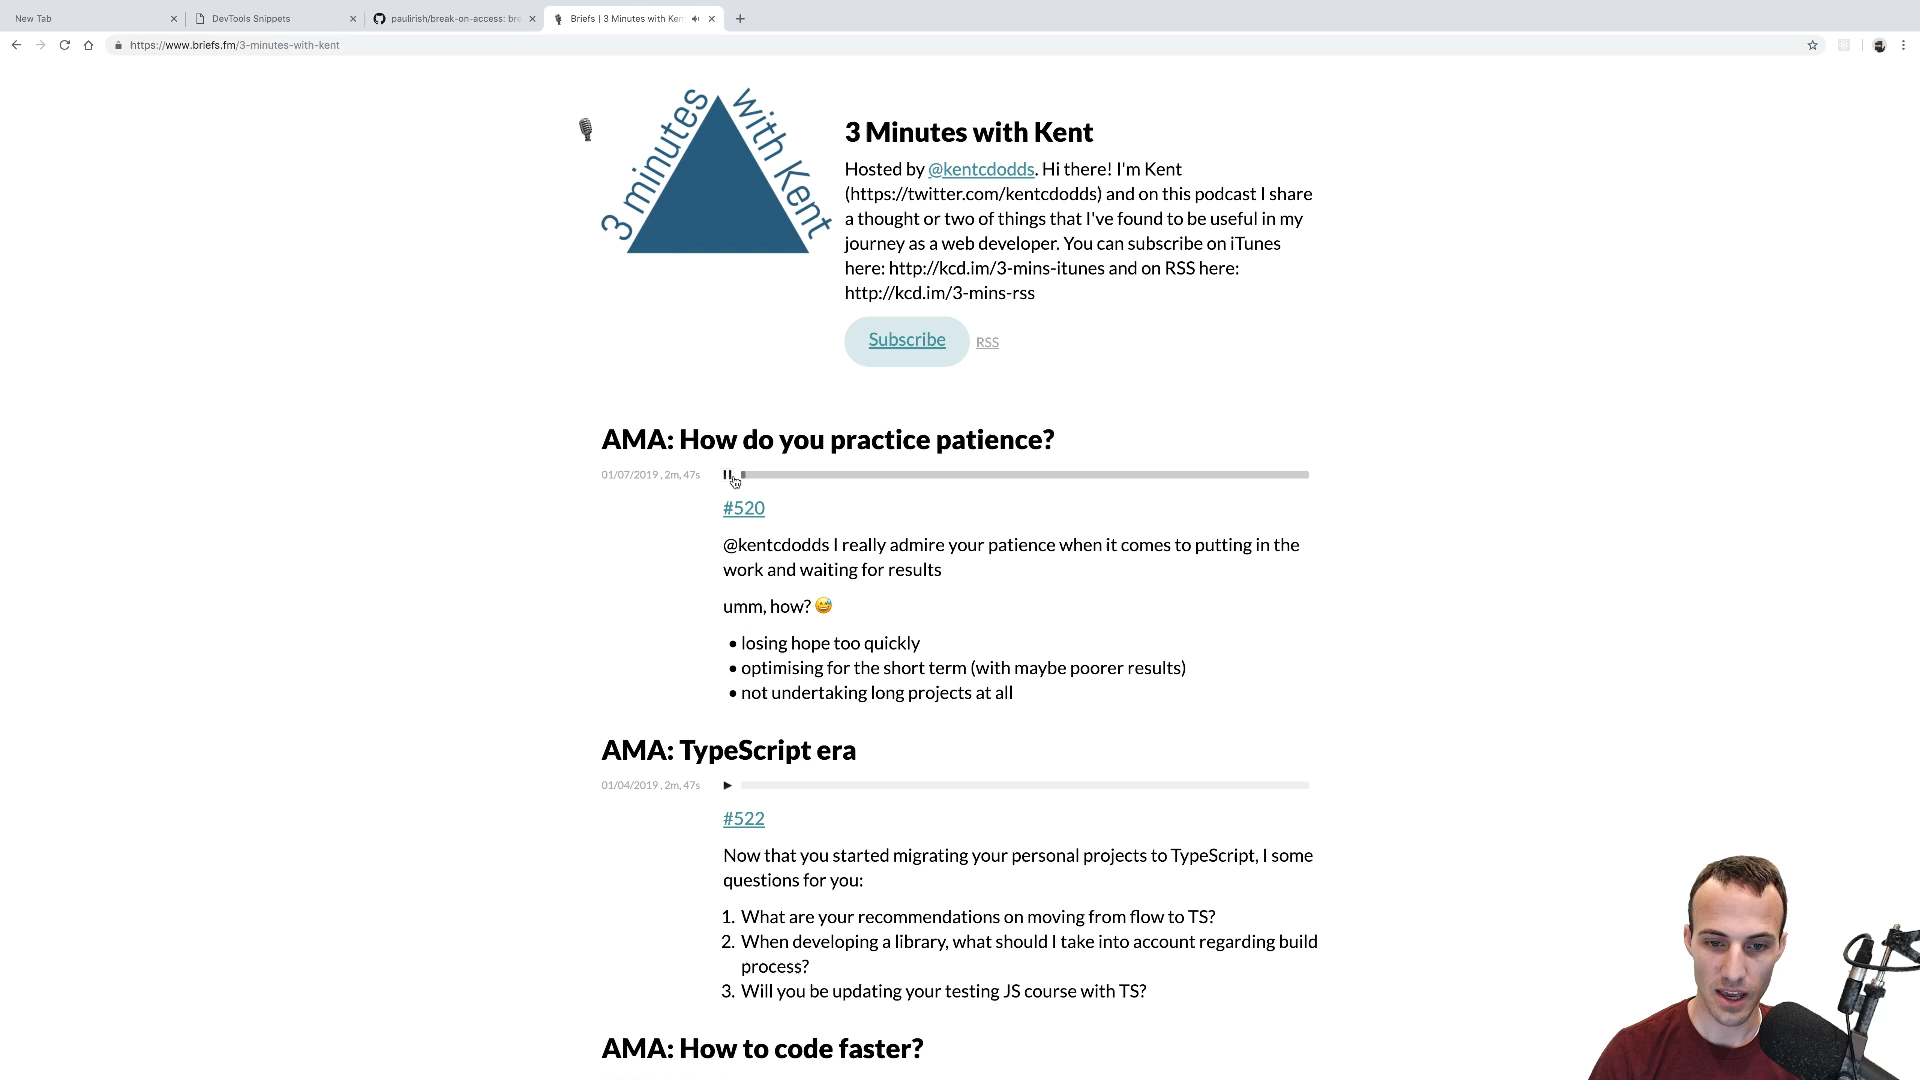 New Tab
DevTools Snippets
paulirish/break-on-access: bre
Briefs | 3 Minutes with Ken
https://www.briefs.fm/3-minutes-with-kent
3 minutes with Kent
3 Minutes with Kent
Hosted by @kentcdodds. Hi there! I'm Kent
(https://twitter.com/kentcdodds) and on this podcast I share
a thought or two of things that I've found to be useful in my
journey as a web developer. You can subscribe on iTunes
here: http://kcd.im/3-mins-itunes and on RSS here:
http://kcd.im/3-mins-rss
Subscribe RSS
AMA: How do you practice patience?
01/07/2019 , 2m, 47s
#520
@kentcdodds I really admire your patience when it comes to putting in the
work and waiting for results
umm, how? 😅
• losing hope too quickly
• optimising for the short term (with maybe poorer results)
• not undertaking long projects at all
AMA: TypeScript era
01/04/2019 , 2m, 47s
#522
Now that you started migrating your personal projects to TypeScript, I some
questions for you:
1. What are your recommendations on moving from flow to TS?
2. When developing a library, what should I take into account regarding build
process?
3. Will you be updating your testing JS course with TS?
AMA: How to code faster?